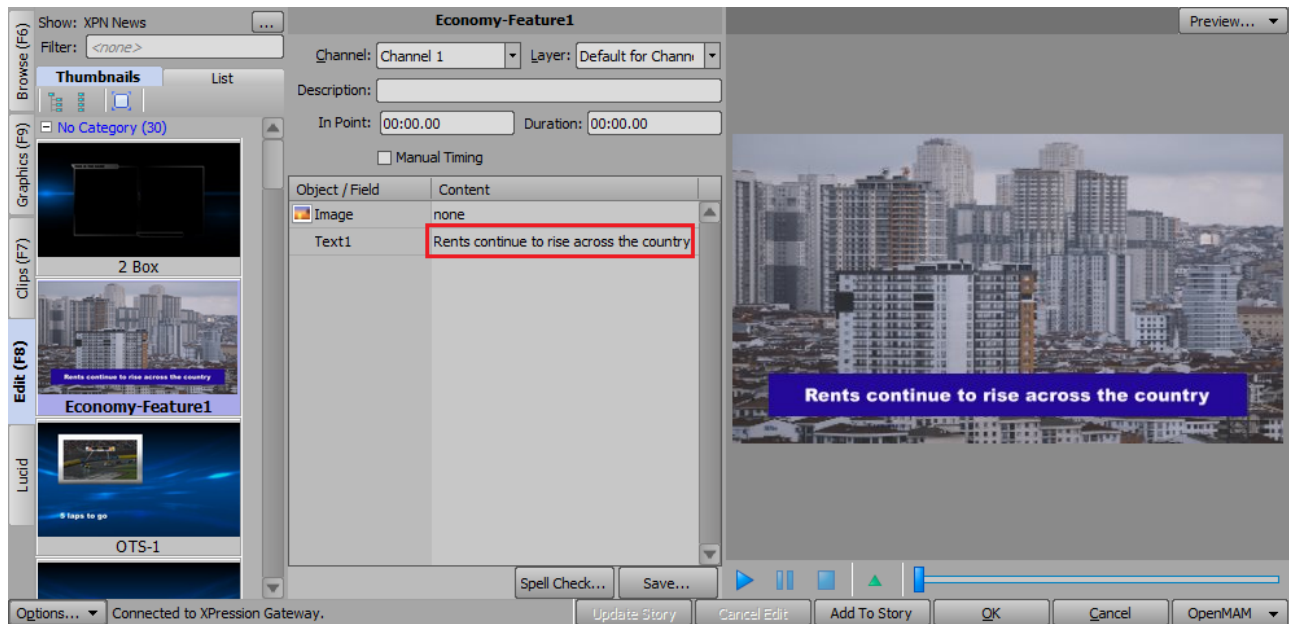 Show: XPN News
...
Filter: <none>
Thumbnails List
No Category (30)
2 Box
Rents continue to rise across the country
Economy-Feature1
5 laps to go
OTS-1
Browse (F6)
Graphics (F9)
Clips (F7)
Edit (F8)
Lucid
Economy-Feature1
Channel: Channel 1 Layer: Default for Chann
Description:
In Point: 00:00.00 Duration: 00:00.00
Manual Timing
Object / Field Content
Image none
Text1 Rents continue to rise across the country
Spell Check... Save...
Preview...
Rents continue to rise across the country
Options... Connected to XPression Gateway. Update Story Cancel Edit Add To Story OK Cancel OpenMAM